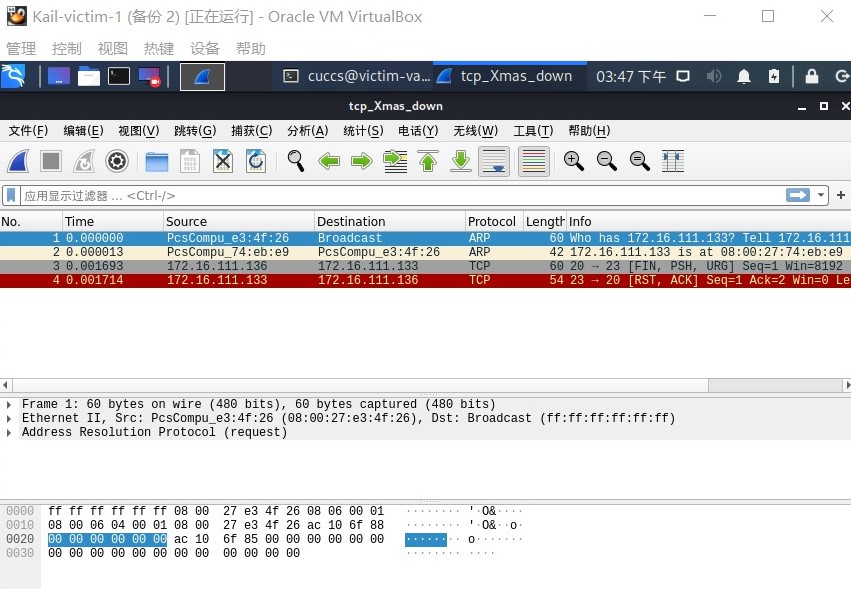 Kail-victim-1 (备份 2) [正在运行] - Oracle VM VirtualBox
管理 控制 视图 热键 设备 帮助
cuccs@victim-va... tcp_Xmas_down 03:47 下午
tcp_Xmas_down
文件(F) 编辑(E) 视图(V) 跳转(G) 捕获(C) 分析(A) 统计(S) 电话(Y) 无线(W) 工具(T) 帮助(H)
应用显示过滤器 … <Ctrl-/>
No. Time Source Destination Protocol Length Info
1 0.000000 PcsCompu_e3:4f:26 Broadcast ARP 60 Who has 172.16.111.133? Tell 172.16.111
2 0.000013 PcsCompu_74:eb:e9 PcsCompu_e3:4f:26 ARP 42 172.16.111.133 is at 08:00:27:74:eb:e9
3 0.001693 172.16.111.136 172.16.111.133 TCP 60 20 → 23 [FIN, PSH, URG] Seq=1 Win=8192
4 0.001714 172.16.111.133 172.16.111.136 TCP 54 23 → 20 [RST, ACK] Seq=1 Ack=2 Win=0 Le
Frame 1: 60 bytes on wire (480 bits), 60 bytes captured (480 bits)
Ethernet II, Src: PcsCompu_e3:4f:26 (08:00:27:e3:4f:26), Dst: Broadcast (ff:ff:ff:ff:ff:ff)
Address Resolution Protocol (request)
0000 ff ff ff ff ff ff 08 00 27 e3 4f 26 08 06 00 01 ········ '·O&····
0010 08 00 06 04 00 01 08 00 27 e3 4f 26 ac 10 6f 88 ········ '·O&··o·
0020 00 00 00 00 00 00 ac 10 6f 85 00 00 00 00 00 00 ········ o·······
0030 00 00 00 00 00 00 00 00 00 00 00 00 ········ ····